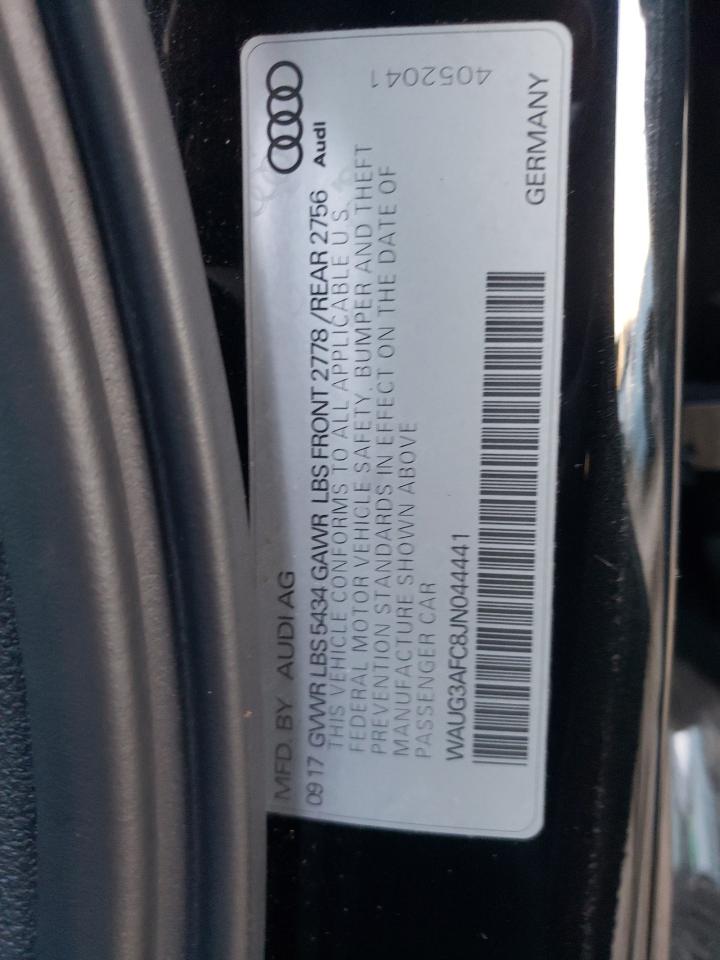 MFD. BY AUDI AG
0917 GVWR LBS 5434 GAWR LBS FRONT 2778 /REAR 2756
THIS VEHICLE CONFORMS TO ALL APPLICABLE U S
FEDERAL MOTOR VEHICLE SAFETY, BUMPER AND THEFT
PREVENTION STANDARDS IN EFFECT ON THE DATE OF
MANUFACTURE SHOWN ABOVE
PASSENGER CAR
WAUG3AFC8JN044441
Audi
4052041
GERMANY